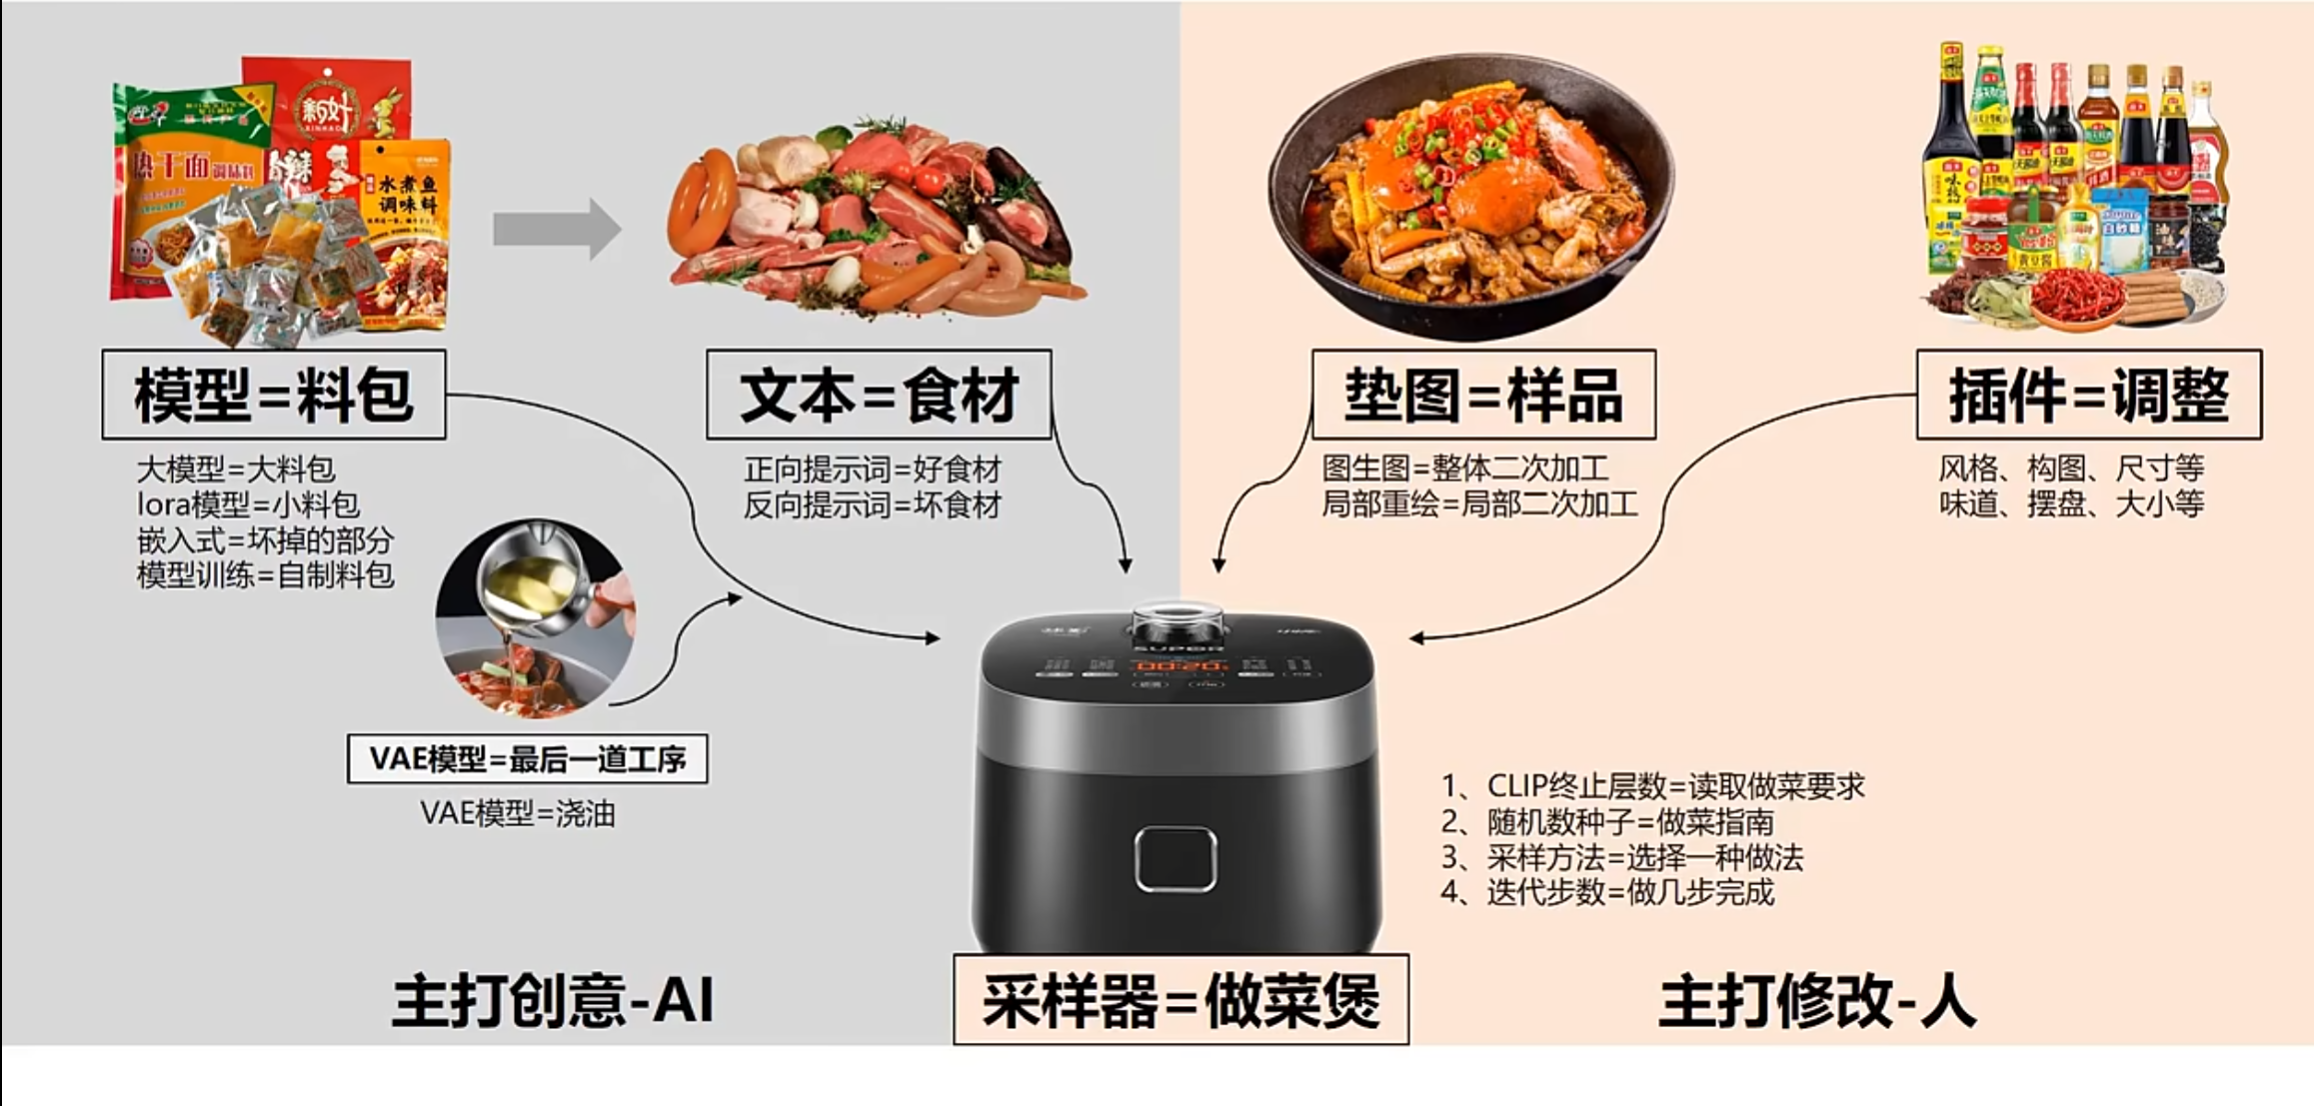 新好
XINHAO
热干面调味料
水煮鱼
调味料
模型=料包
大模型=大料包
lora模型=小料包
嵌入式=坏掉的部分
模型训练=自制料包
文本=食材
正向提示词=好食材
反向提示词=坏食材
垫图=样品
图生图=整体二次加工
局部重绘=局部二次加工
插件=调整
风格、构图、尺寸等
味道、摆盘、大小等
VAE模型=最后一道工序
VAE模型=浇油
SUPOR
00:20
1、CLIP终止层数=读取做菜要求
2、随机数种子=做菜指南
3、采样方法=选择一种做法
4、迭代步数=做几步完成
主打创意-AI
采样器=做菜煲
主打修改-人